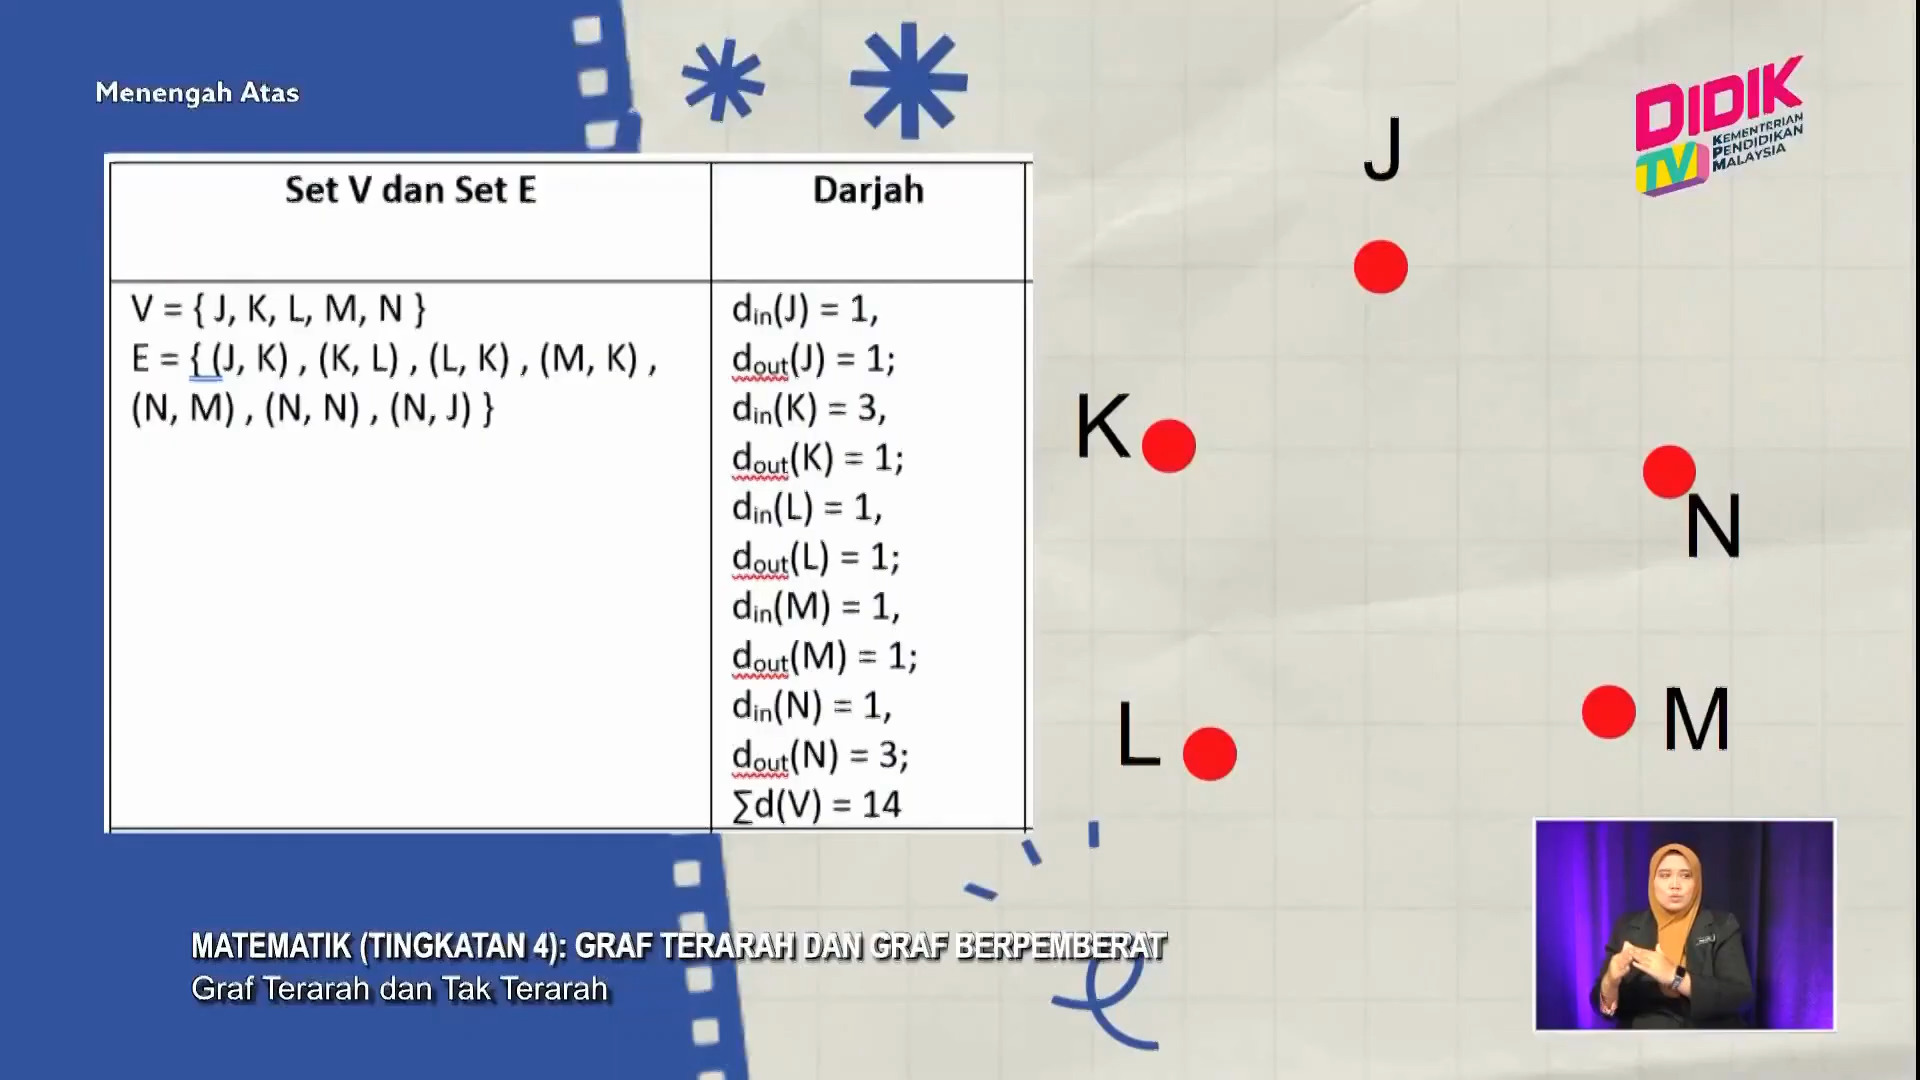 Menengah Atas
DIDIK
TV
KEMENTERIAN
PENDIDIKAN
MALAYSIA
Set V dan Set E
Darjah
V = { J, K, L, M, N }
E = { (J, K) , (K, L) , (L, K) , (M, K) ,
(N, M) , (N, N) , (N, J) }
din(J) = 1,
dout(J) = 1;
din(K) = 3,
dout(K) = 1;
din(L) = 1,
dout(L) = 1;
din(M) = 1,
dout(M) = 1;
din(N) = 1,
dout(N) = 3;
∑d(V) = 14
J
K
N
L
M
MATEMATIK (TINGKATAN 4): GRAF TERARAH DAN GRAF BERPEMBERAT
Graf Terarah dan Tak Terarah